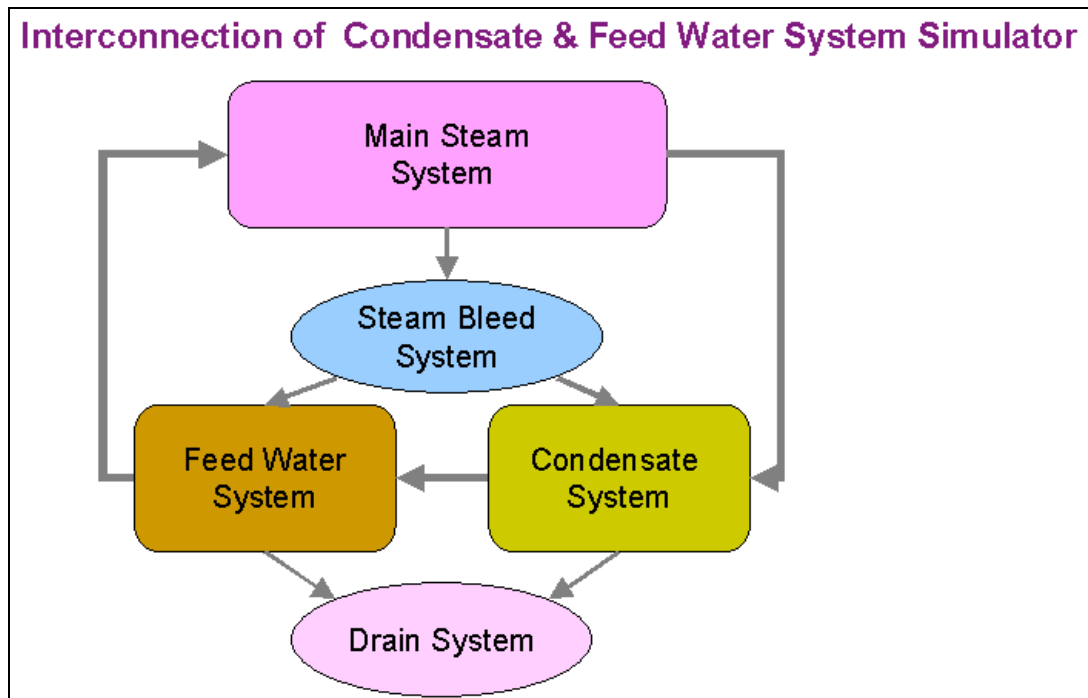 Interconnection of Condensate & Feed Water System Simulator
Main Steam
System
Steam Bleed
System
Feed Water
System
Condensate
System
Drain System